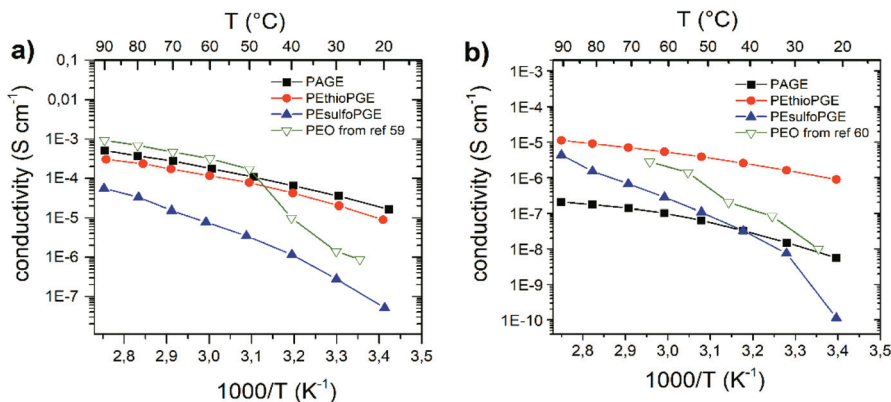 a)
T (°C)
90 80 70 60 50 40 30 20
0,1
0,01
1E-3
1E-4
1E-5
1E-6
1E-7
conductivity (S cm⁻¹)
PAGE
PEthioPGE
PEsulfoPGE
PEO from ref 59
2,8 2,9 3,0 3,1 3,2 3,3 3,4 3,5
1000/T (K⁻¹)
b)
T (°C)
90 80 70 60 50 40 30 20
1E-2
1E-3
1E-4
1E-5
1E-6
1E-7
1E-8
1E-9
1E-10
conductivity (S cm⁻¹)
PAGE
PEthioPGE
PEsulfoPGE
PEO from ref 60
2,8 2,9 3,0 3,1 3,2 3,3 3,4 3,5
1000/T (K⁻¹)